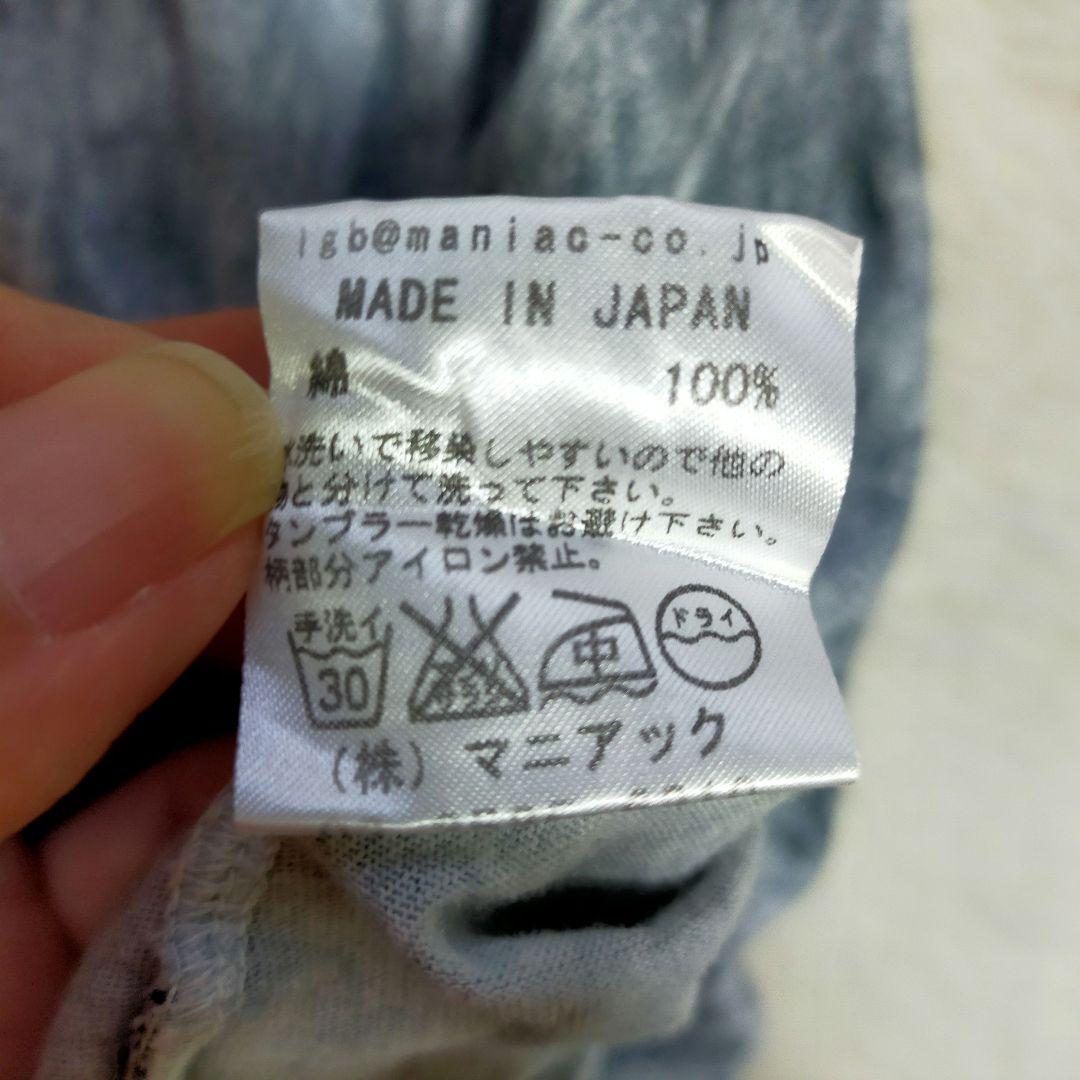 lgb@maniac-co.jp
MADE IN JAPAN
綿 100%
水洗いで移染しやすいので他の
物と分けて洗って下さい。
タンブラー乾燥はお避け下さい。
柄部分アイロン禁止。
手洗イ ドライ
30 中
(株) マニアック